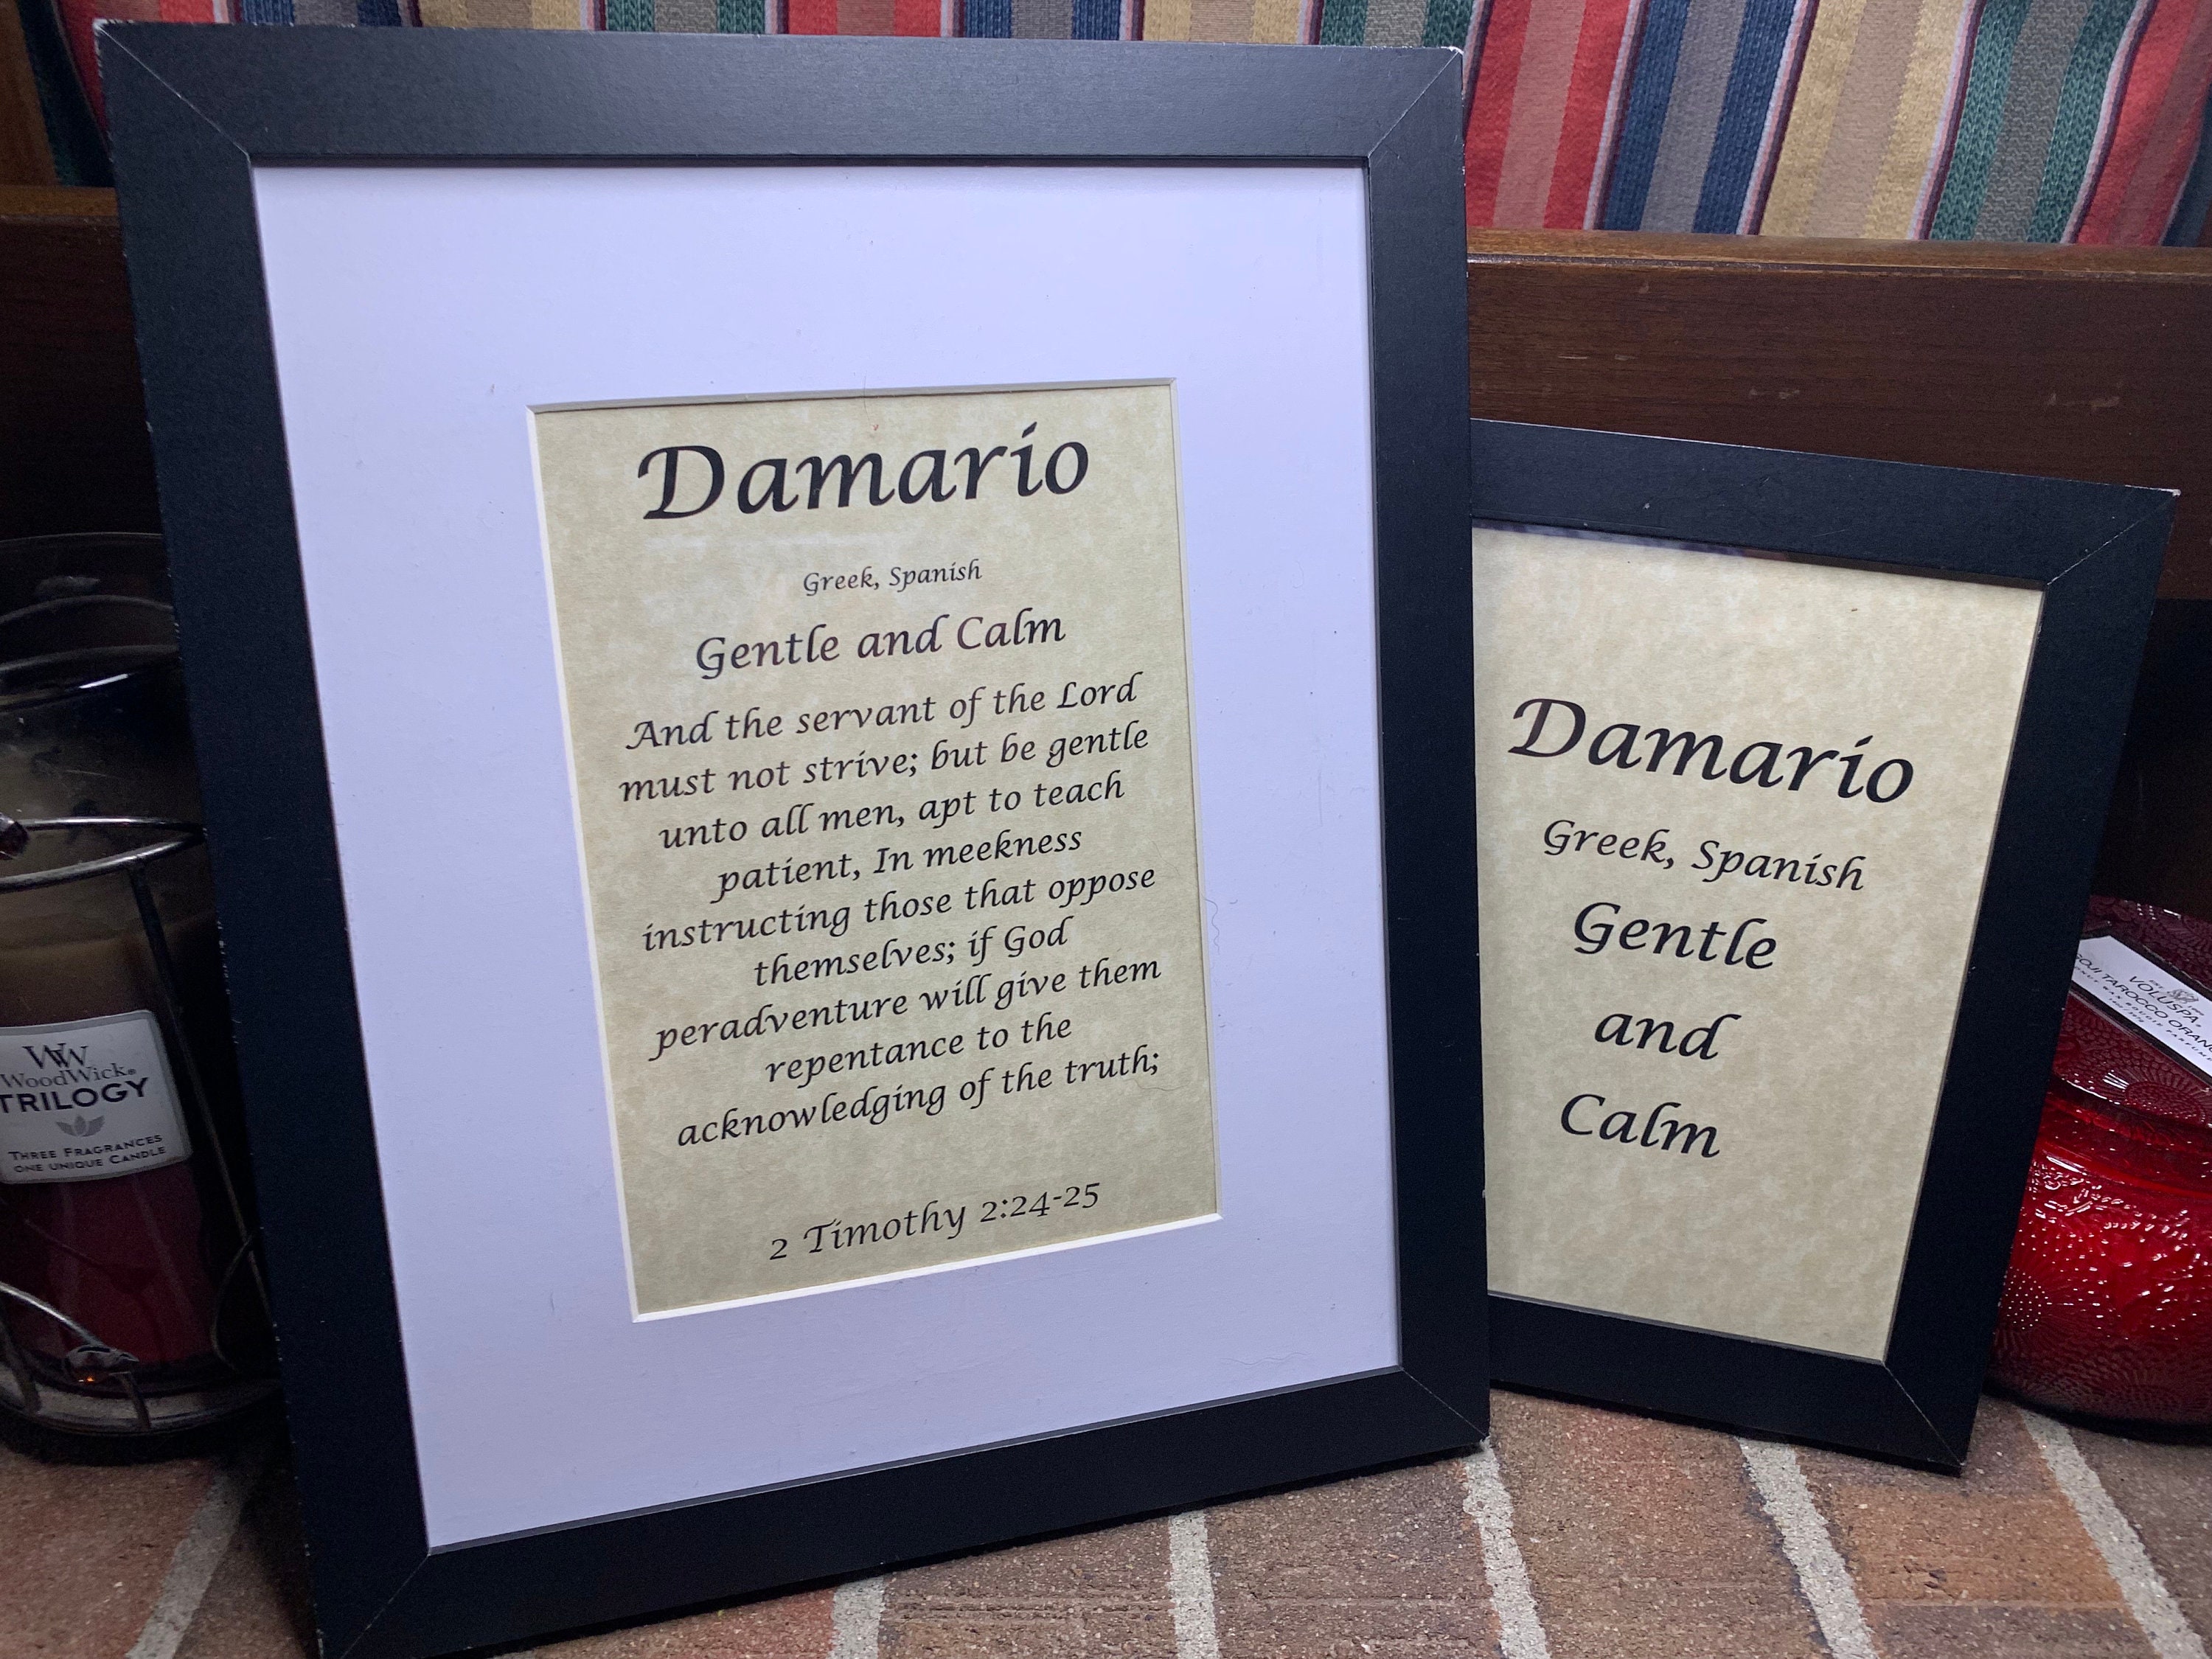 Damario
Greek, Spanish
Gentle and Calm
And the servant of the Lord
must not strive; but be gentle
unto all men, apt to teach
patient, In meekness
instructing those that oppose
themselves; if God
peradventure will give them
repentance to the
acknowledging of the truth;
2 Timothy 2:24-25
Damario
Greek, Spanish
Gentle
and
Calm
WW
WoodWick®
TRILOGY
THREE FRAGRANCES
ONE UNIQUE CANDLE
VOLUSPA
GOJI TAROCCO